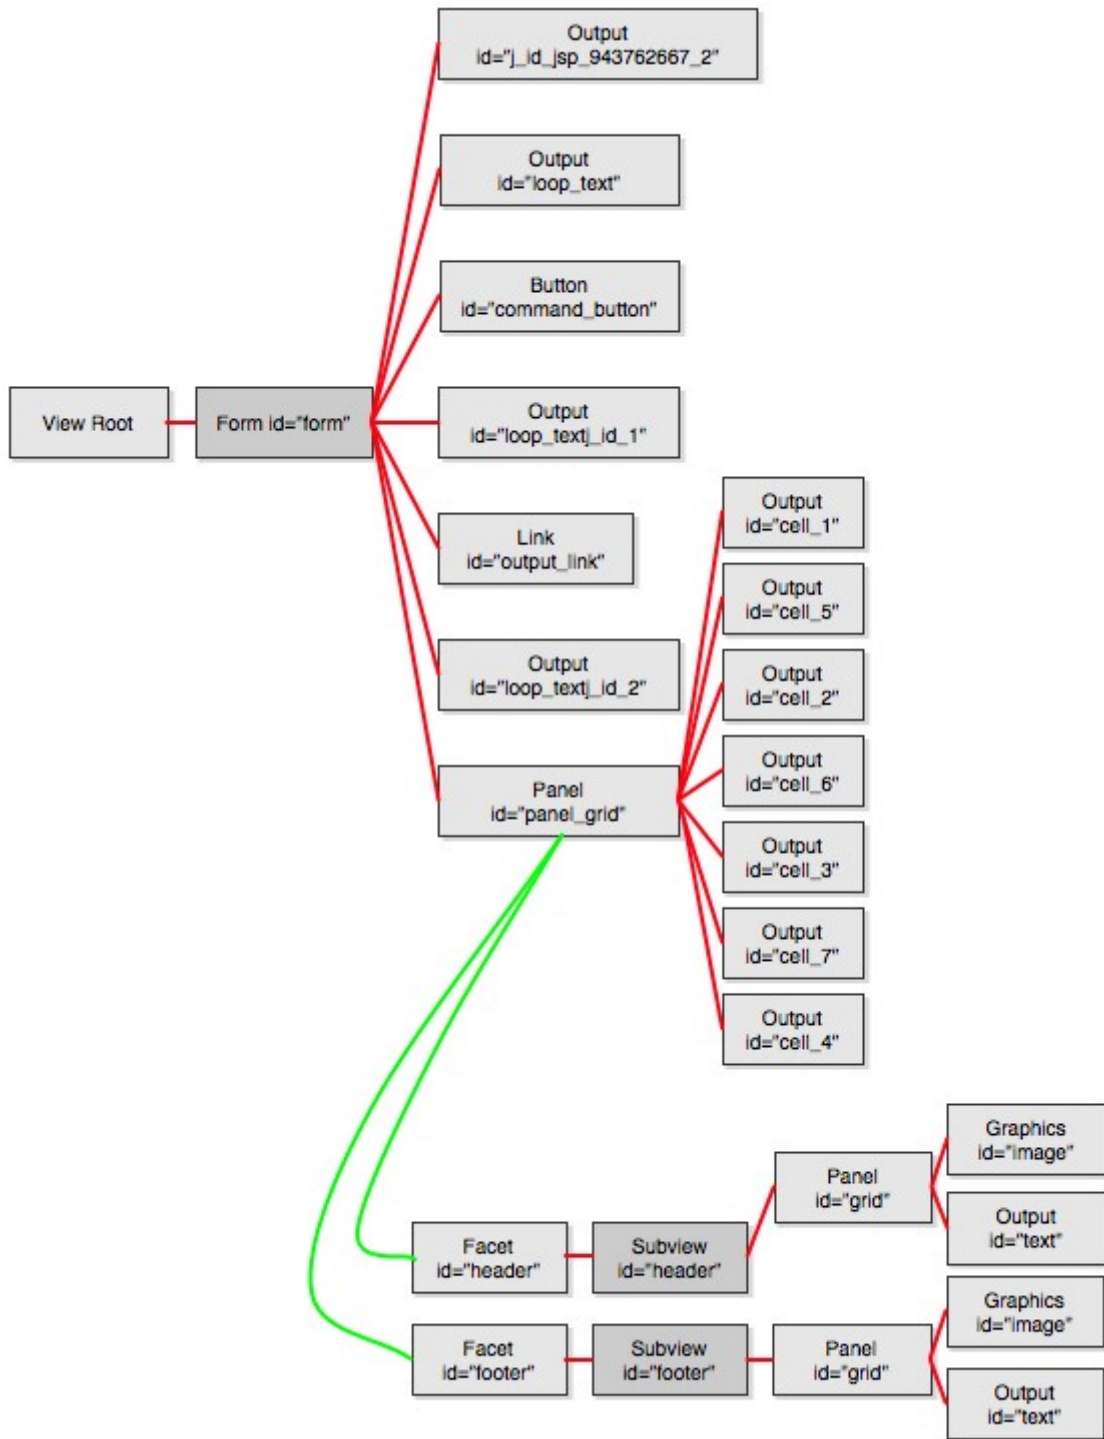 Output
id="j_id_jsp_943762667_2"
Output
id="loop_text"
Button
id="command_button"
View Root
Form id="form"
Output
id="loop_textj_id_1"
Link
id="output_link"
Output
id="loop_textj_id_2"
Panel
id="panel_grid"
Output
id="cell_1"
Output
id="cell_5"
Output
id="cell_2"
Output
id="cell_6"
Output
id="cell_3"
Output
id="cell_7"
Output
id="cell_4"
Facet
id="header"
Subview
id="header"
Panel
id="grid"
Graphics
id="image"
Output
id="text"
Facet
id="footer"
Subview
id="footer"
Panel
id="grid"
Graphics
id="image"
Output
id="text"